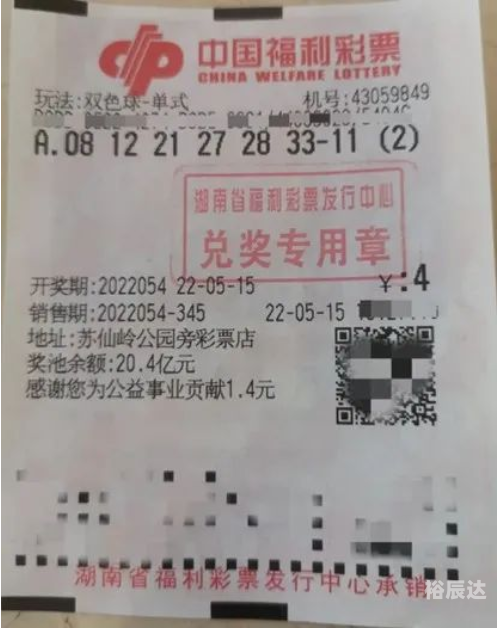 中国福利彩票
CHINA WELFARE LOTTERY
玩法:双色球-单式 机号:43059849
A.08 12 21 27 28 33-11 (2)
湖南省福利彩票发行中心
兑奖专用章
开奖期:2022054 22-05-15 ¥:4
销售期:2022054-345 22-05-15
地址:苏仙岭公园旁彩票店
奖池余额:20.4亿元
感谢您为公益事业贡献1.4元
湖南省福利彩票发行中心承销
裕辰达